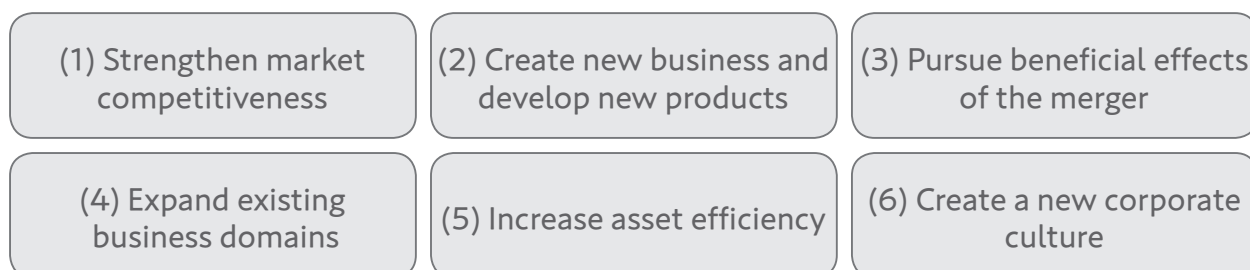 (1) Strengthen market
competitiveness
(2) Create new business and
develop new products
(3) Pursue beneficial effects
of the merger
(4) Expand existing
business domains
(5) Increase asset efficiency
(6) Create a new corporate
culture